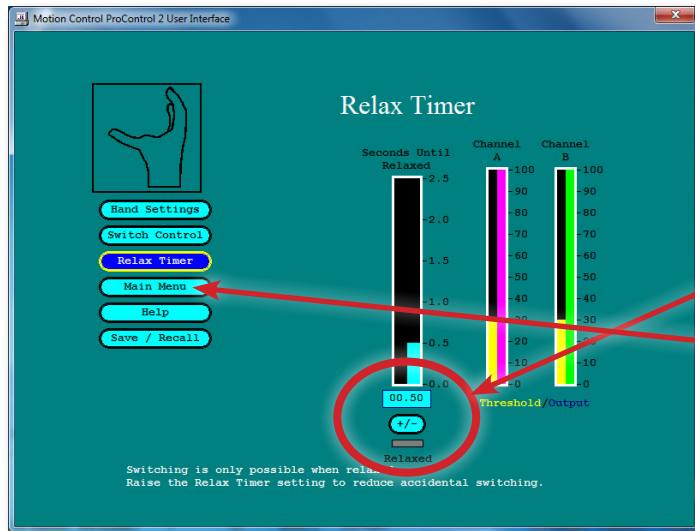 Motion Control ProControl 2 User Interface
x
Relax Timer
Hand Settings
Switch Control
Relax Timer
Main Menu
Help
Save / Recall
Seconds Until
Relaxed
2.5
2.0
1.5
1.0
0.5
0.0
00.50
+/-
Relaxed
Channel
A
100
90
80
70
60
50
40
30
20
10
0
Channel
B
100
90
80
70
60
50
40
30
20
10
0
Threshold/Output
Switching is only possible when
Raise the Relax Timer setting to reduce accidental switching.